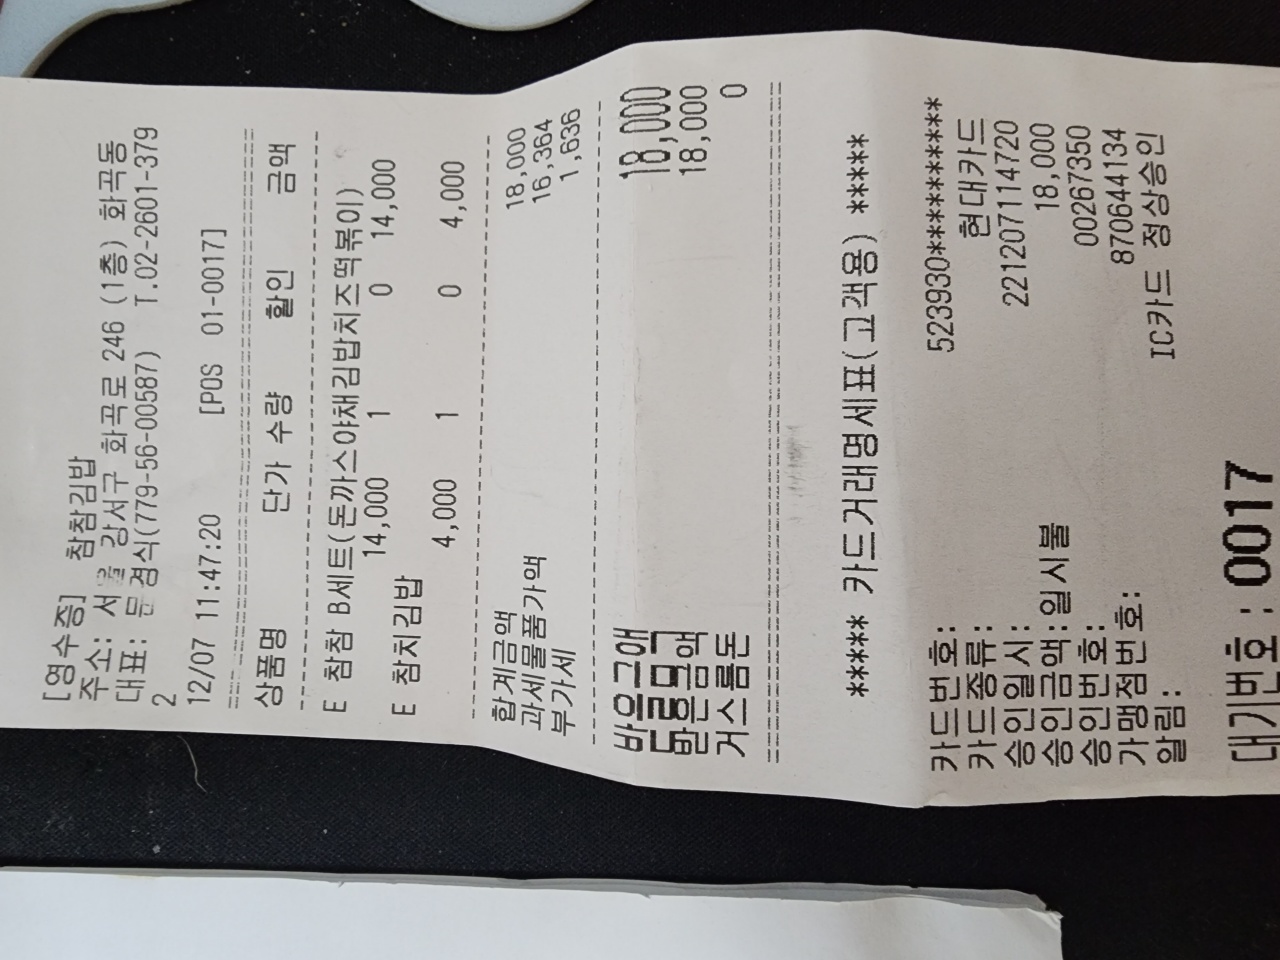 [영수증] 참참김밥
주소: 서울 강서구 화곡로 246 (1층) 화곡동
대표: 문경식(779-56-00587) T.02-2601-379
2
12/07 11:47:20 [POS 01-0017]
상품명 단가 수량 할인 금액
E 참참 B세트(돈까스야채김밥치즈떡볶이)
14,000 1 0 14,000
E 참치김밥
4,000 1 0 4,000
합계금액 18,000
과세물품가액 16,364
부가세 1,636
18,000
받은금액 18,000
거스름돈 0
***** 카드거래명세표(고객용) *****
카드번호: 523930**********
카드종류: 현대카드
승인일시: 221207114720
승인금액:일시불 18,000
승인번호: 00267350
가맹점번호: 870644134
알림: IC카드 정상승인
대기번호:0017